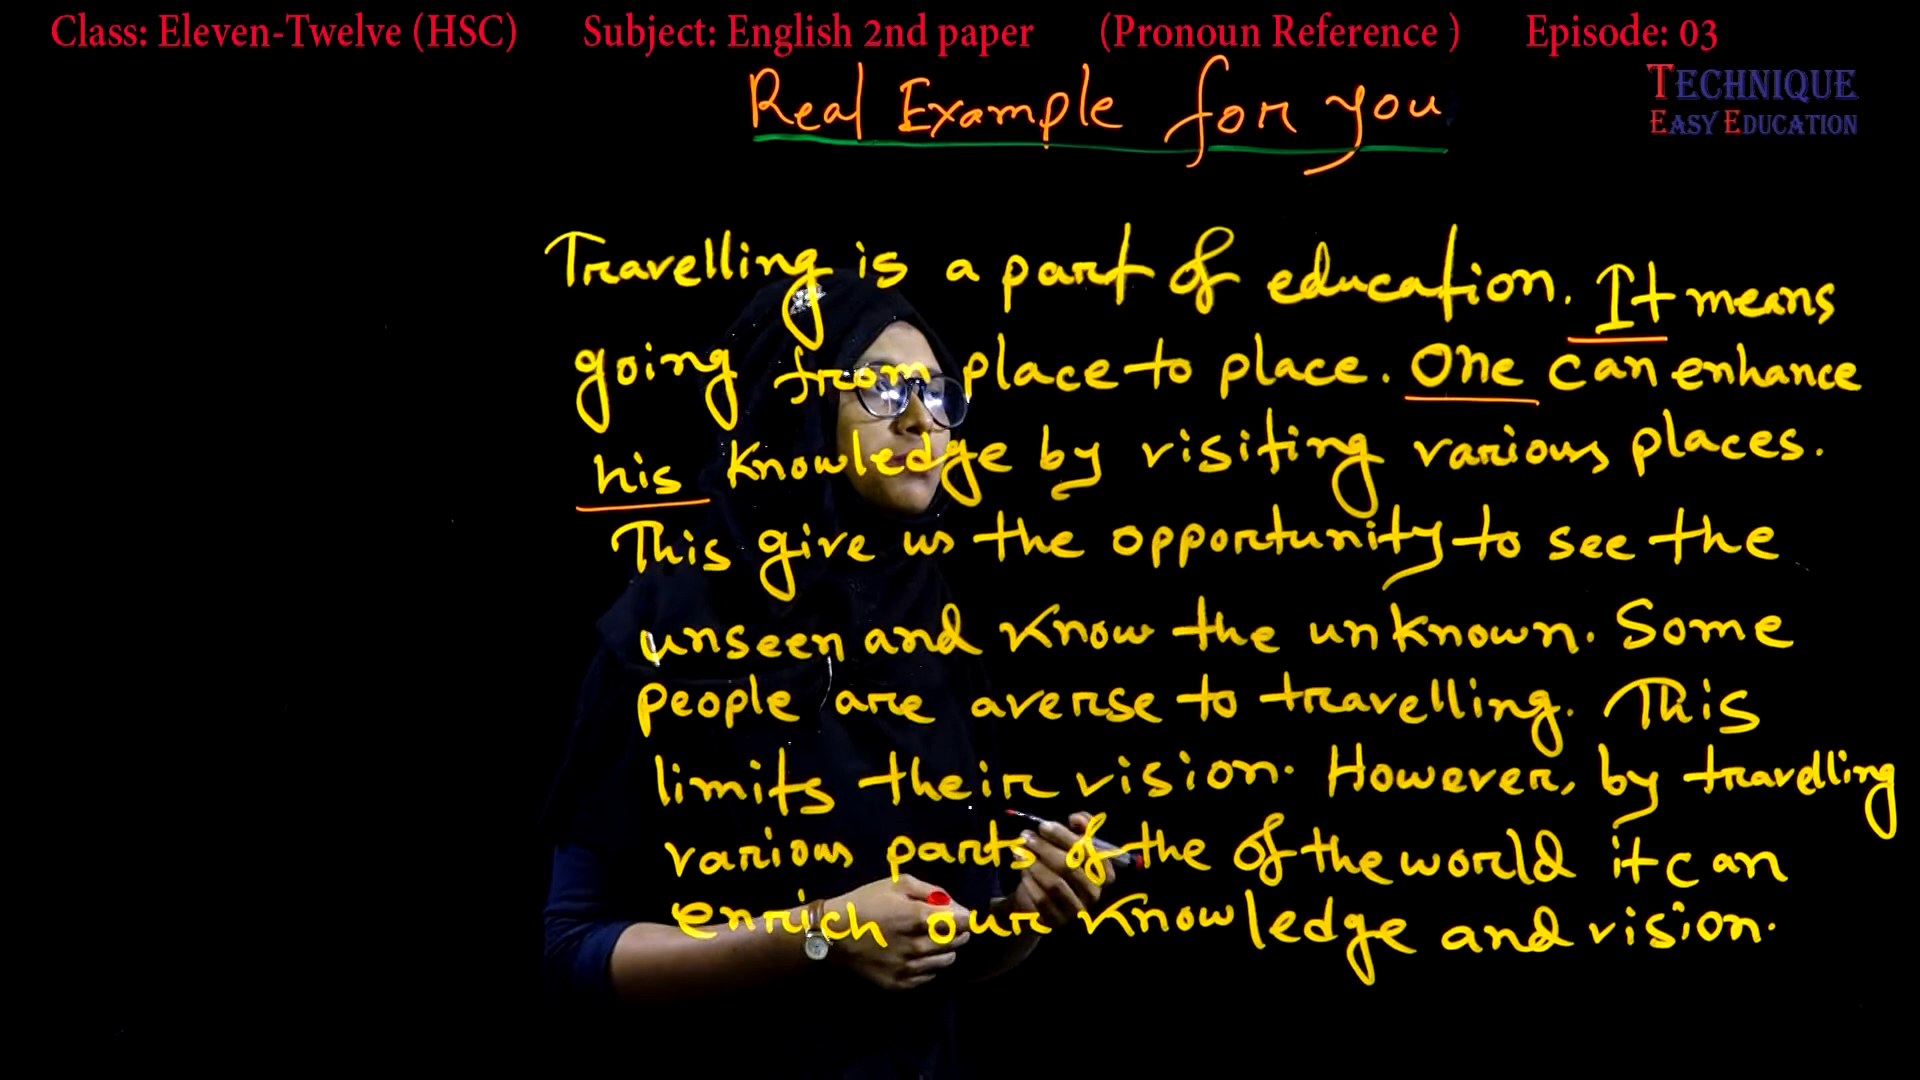 Class: Eleven-Twelve (HSC) Subject: English 2nd paper (Pronoun Reference ) Episode: 03
TECHNIQUE
EASY EDUCATION
Real Example for you
Travelling is a part of education. It means
going from place to place. One can enhance
his knowledge by visiting various places.
This give us the opportunity to see the
unseen and know the unknown. Some
people are averse to travelling. This
limits their vision. However, by travelling
various parts of the of the world it can
enrich our knowledge and vision.